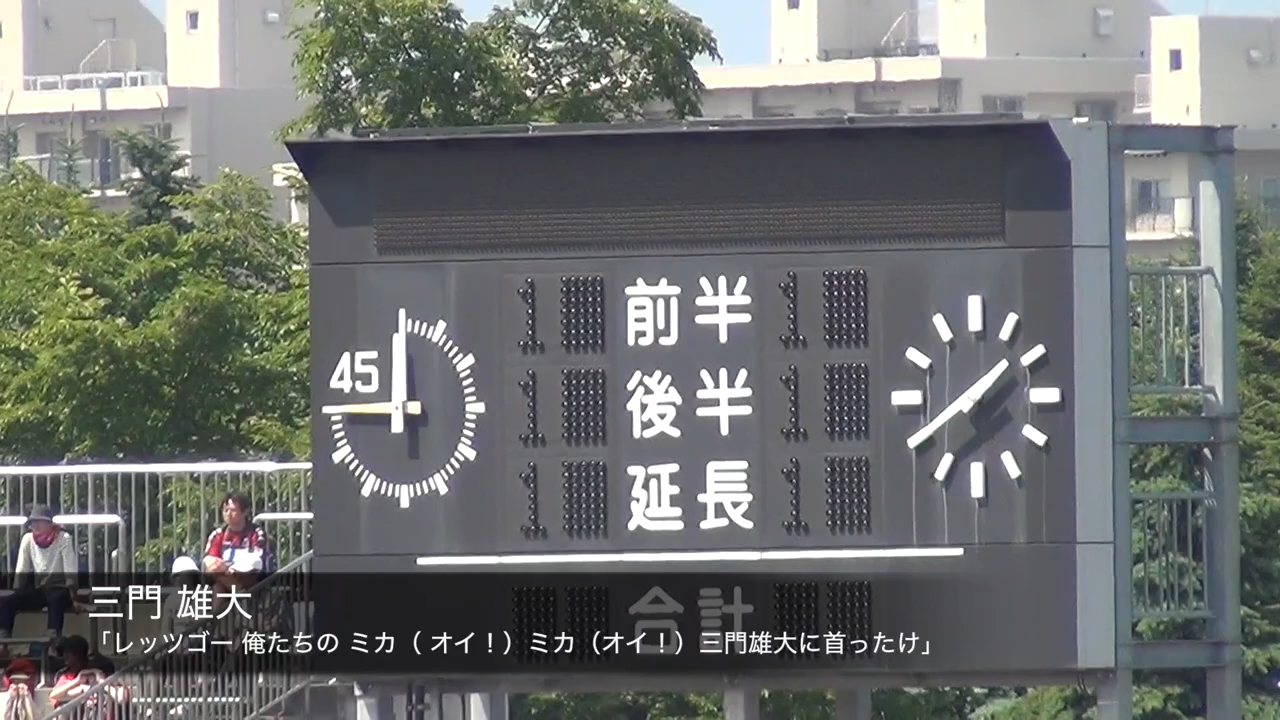 45
前半
後半
延長
合計
三門 雄大
「レッツゴー 俺たちの ミカ（ オイ！）ミカ（オイ！）三門雄大に首ったけ」